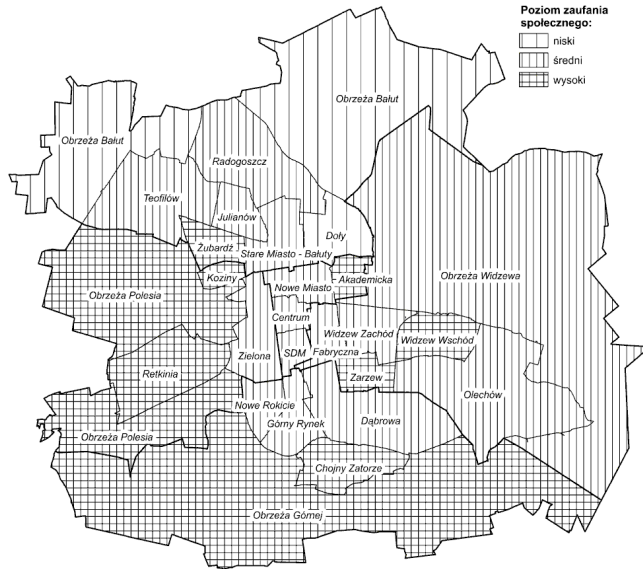 Poziom zaufania
społecznego:
niski
średni
wysoki
Obrzeża Bałut
Obrzeża Bałut
Radogoszcz
Teofilów
Julianów
Doły
Żubardź
Stare Miasto - Bałuty
Koziny
Akademicka
Obrzeża Widzewa
Nowe Miasto
Obrzeża Polesia
Centrum
Widzew Zachód
Widzew Wschód
Zielona
SDM
Fabryczna
Retkinia
Zarzew
Olechów
Nowe Rokicie
Górny Rynek
Dąbrowa
Obrzeża Polesia
Chojny Zatorze
Obrzeża Górnej